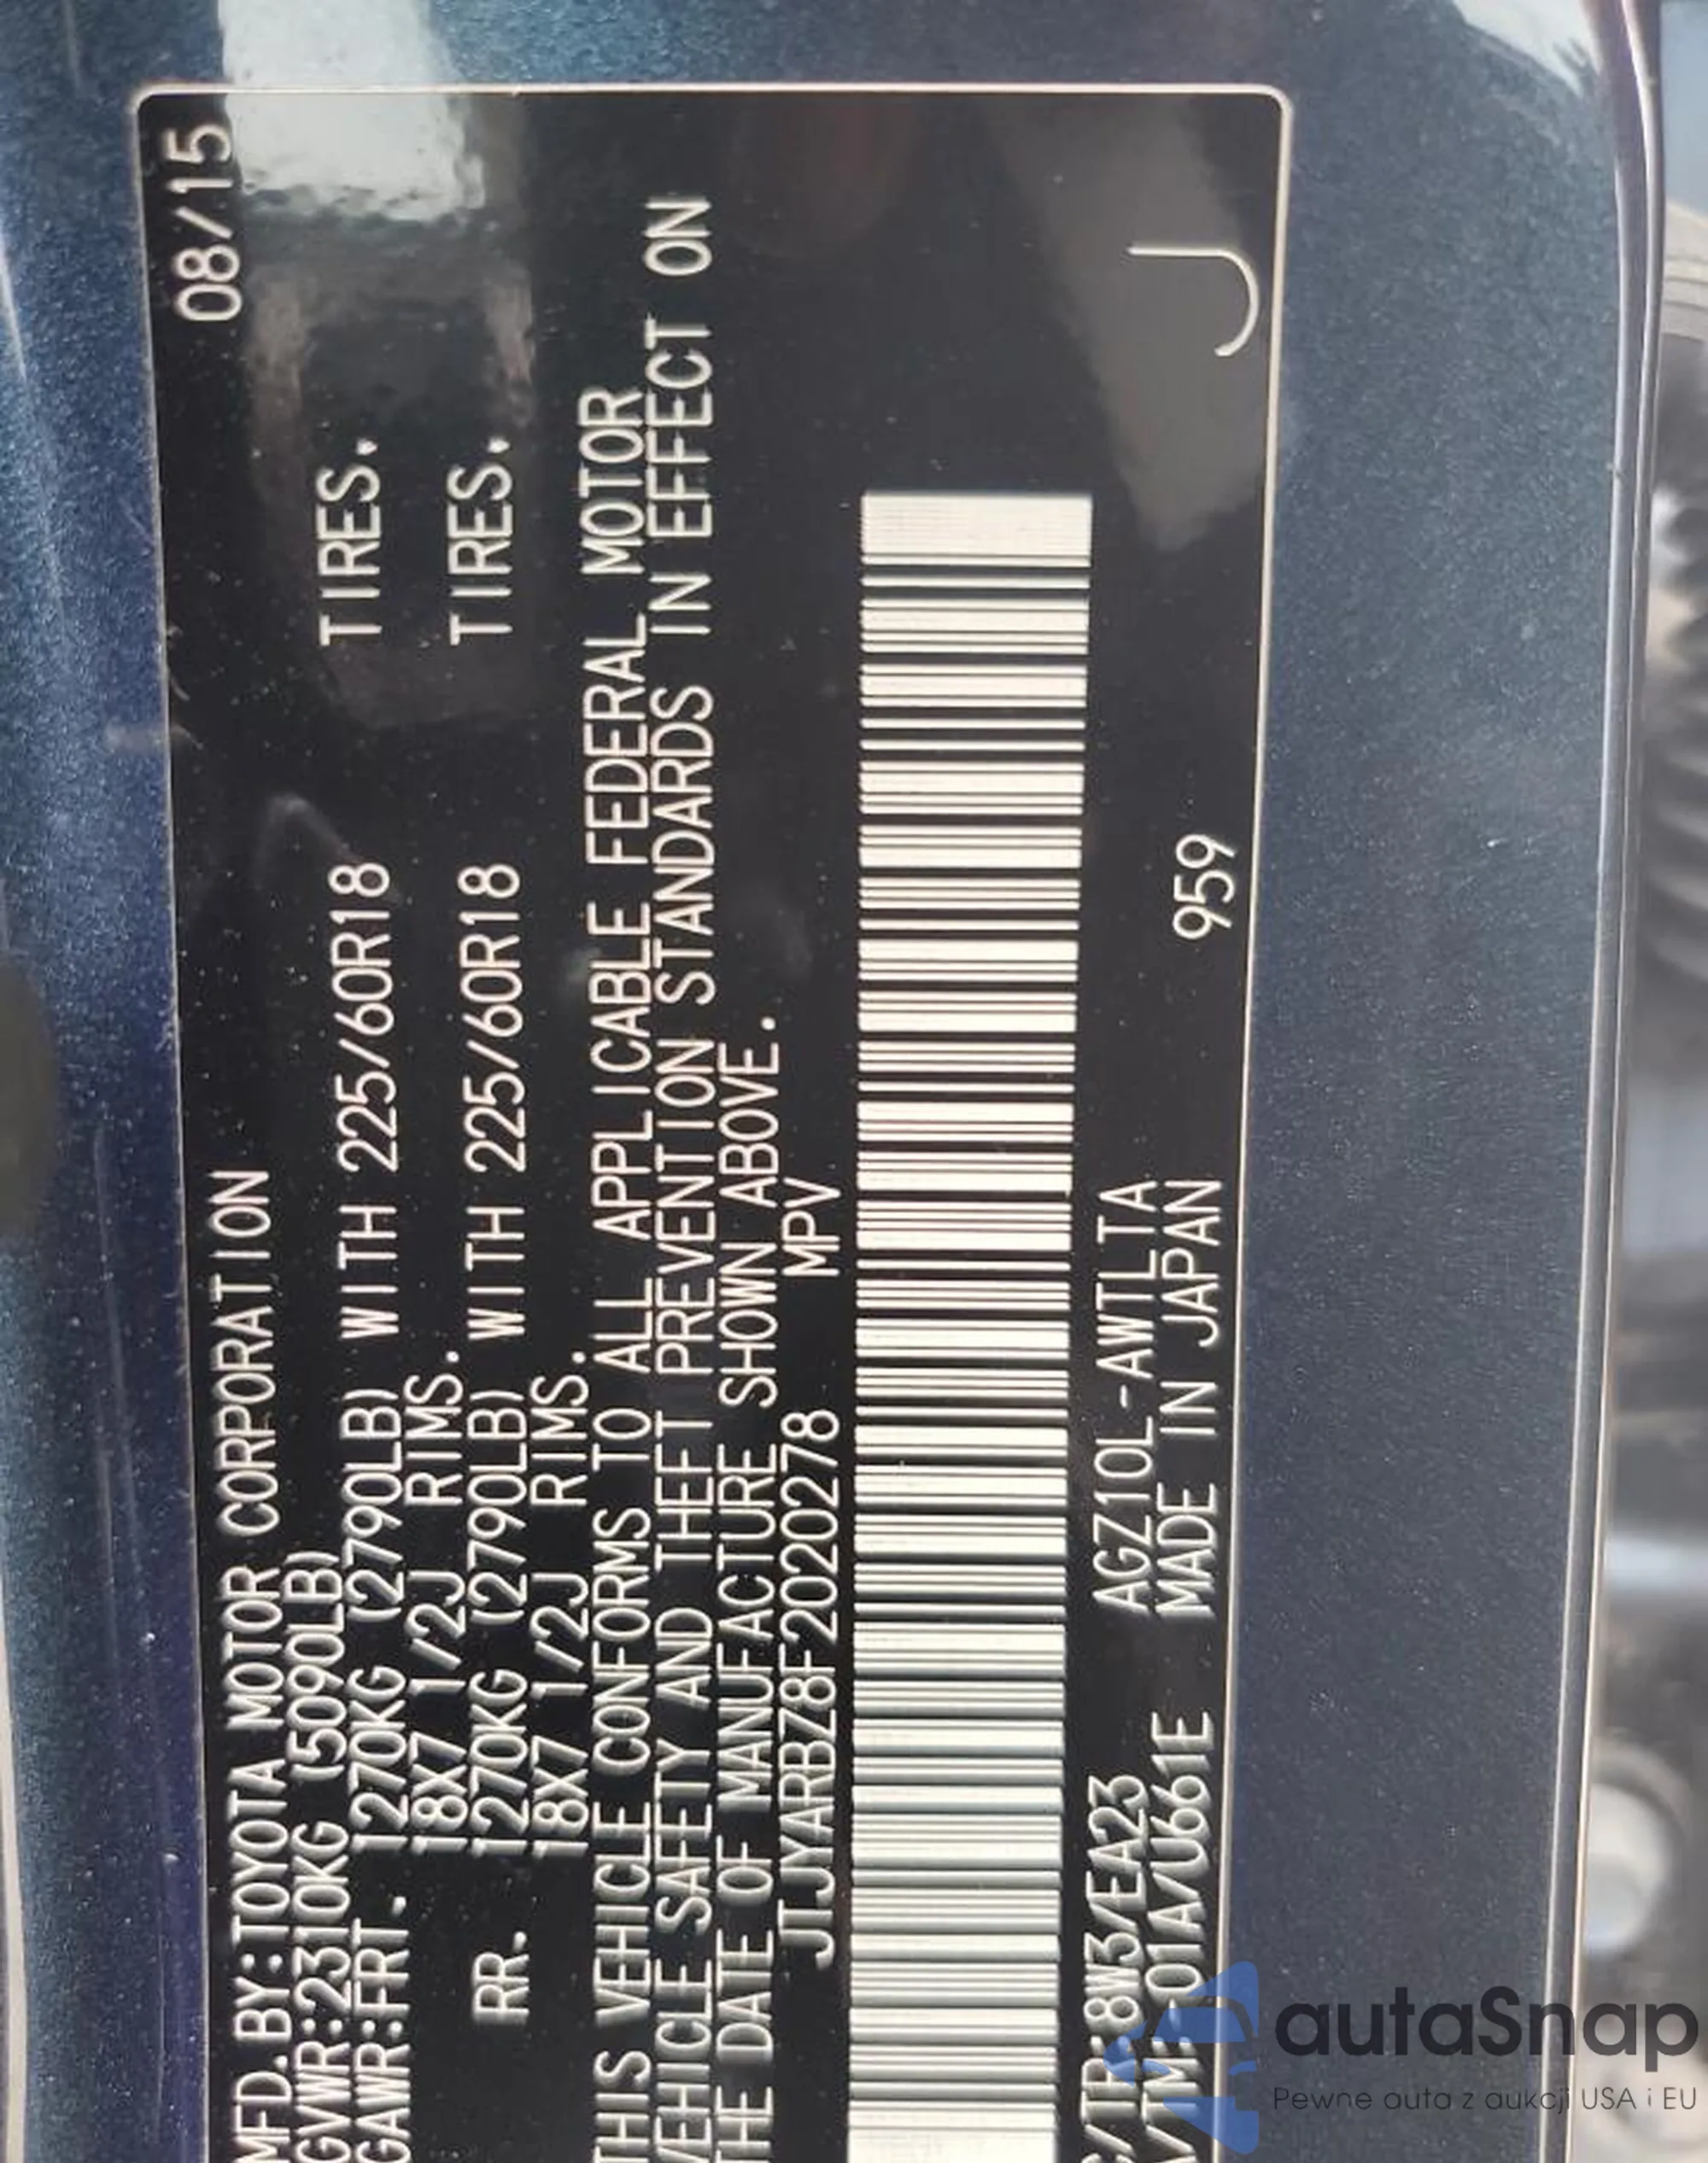 MFD.BY:TOYOTA MOTOR CORPORATION 08/15
GVWR:2310KG (5090LB)
GAWR:FRT. 1270KG (2790LB) WITH 225/60R18 TIRES.
18X7 1/2J RIMS.
RR. 1270KG (2790LB) WITH 225/60R18 TIRES.
18X7 1/2J RIMS.
THIS VEHICLE CONFORMS TO ALL APPLICABLE FEDERAL MOTOR
VEHICLE SAFETY AND THEFT PREVENTION STANDARDS IN EFFECT ON
THE DATE OF MANUFACTURE SHOWN ABOVE.
JTJYARBZ8F2020278 MPV
/TR:8W3/EA23 AGZ10L-AWTLTA
/TM:-01A/U661E MADE IN JAPAN 959
J
autaSnap
Pewne auta z aukcji USA i EU